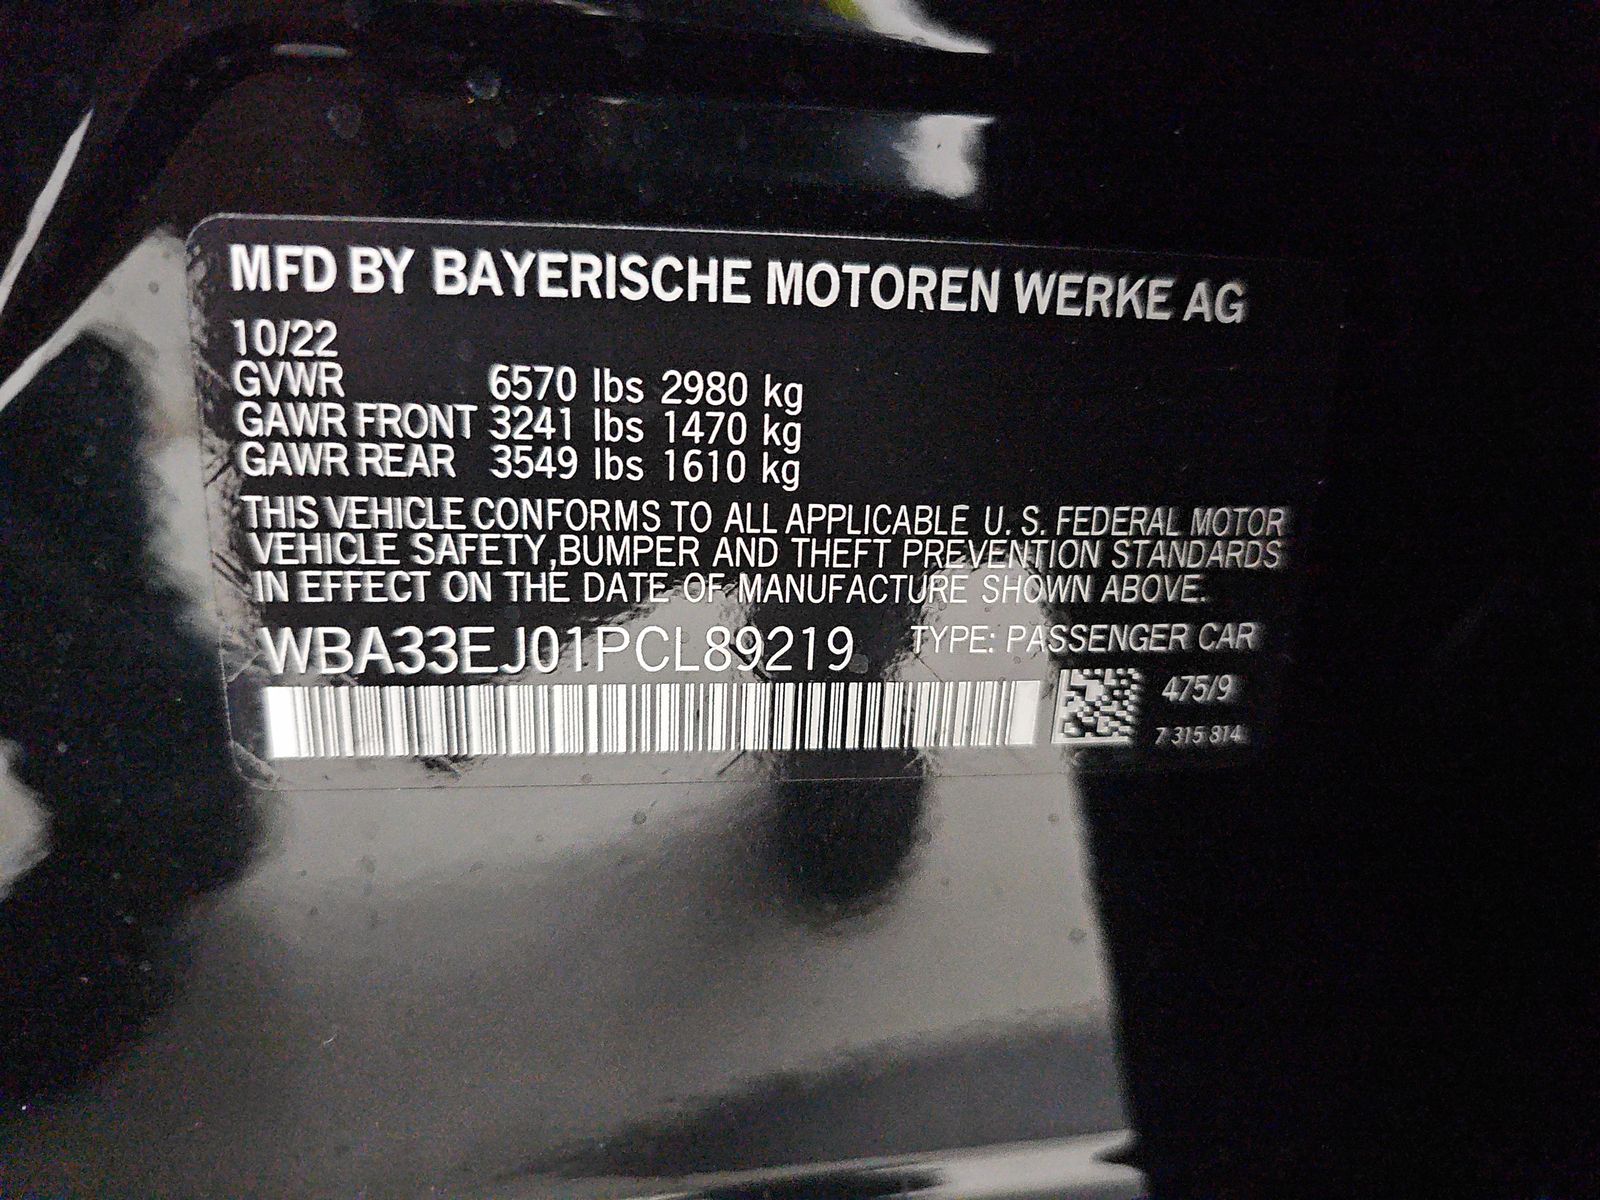 MFD BY BAYERISCHE MOTOREN WERKE AG
10/22
GVWR 6570 lbs 2980 kg
GAWR FRONT 3241 lbs 1470 kg
GAWR REAR 3549 lbs 1610 kg
THIS VEHICLE CONFORMS TO ALL APPLICABLE U. S. FEDERAL MOTOR
VEHICLE SAFETY,BUMPER AND THEFT PREVENTION STANDARDS
IN EFFECT ON THE DATE OF MANUFACTURE SHOWN ABOVE.
WBA33EJ01PCL89219 TYPE: PASSENGER CAR
475/9
7 315 814